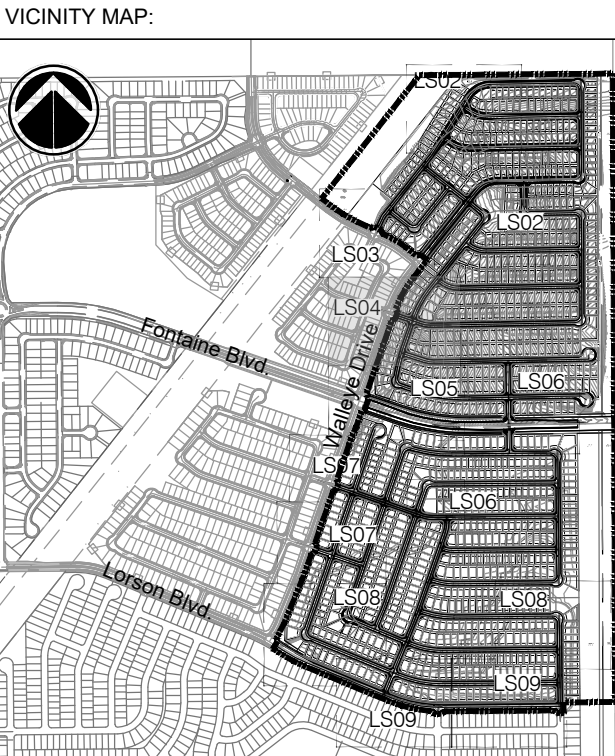 VICINITY MAP:
LS02
LS02
LS03
LS04
Fontaine Blvd.
Walleye Drive
LS05
LS06
LS07
LS06
LS07
LS08
LS08
Lorson Blvd.
LS09
LS09